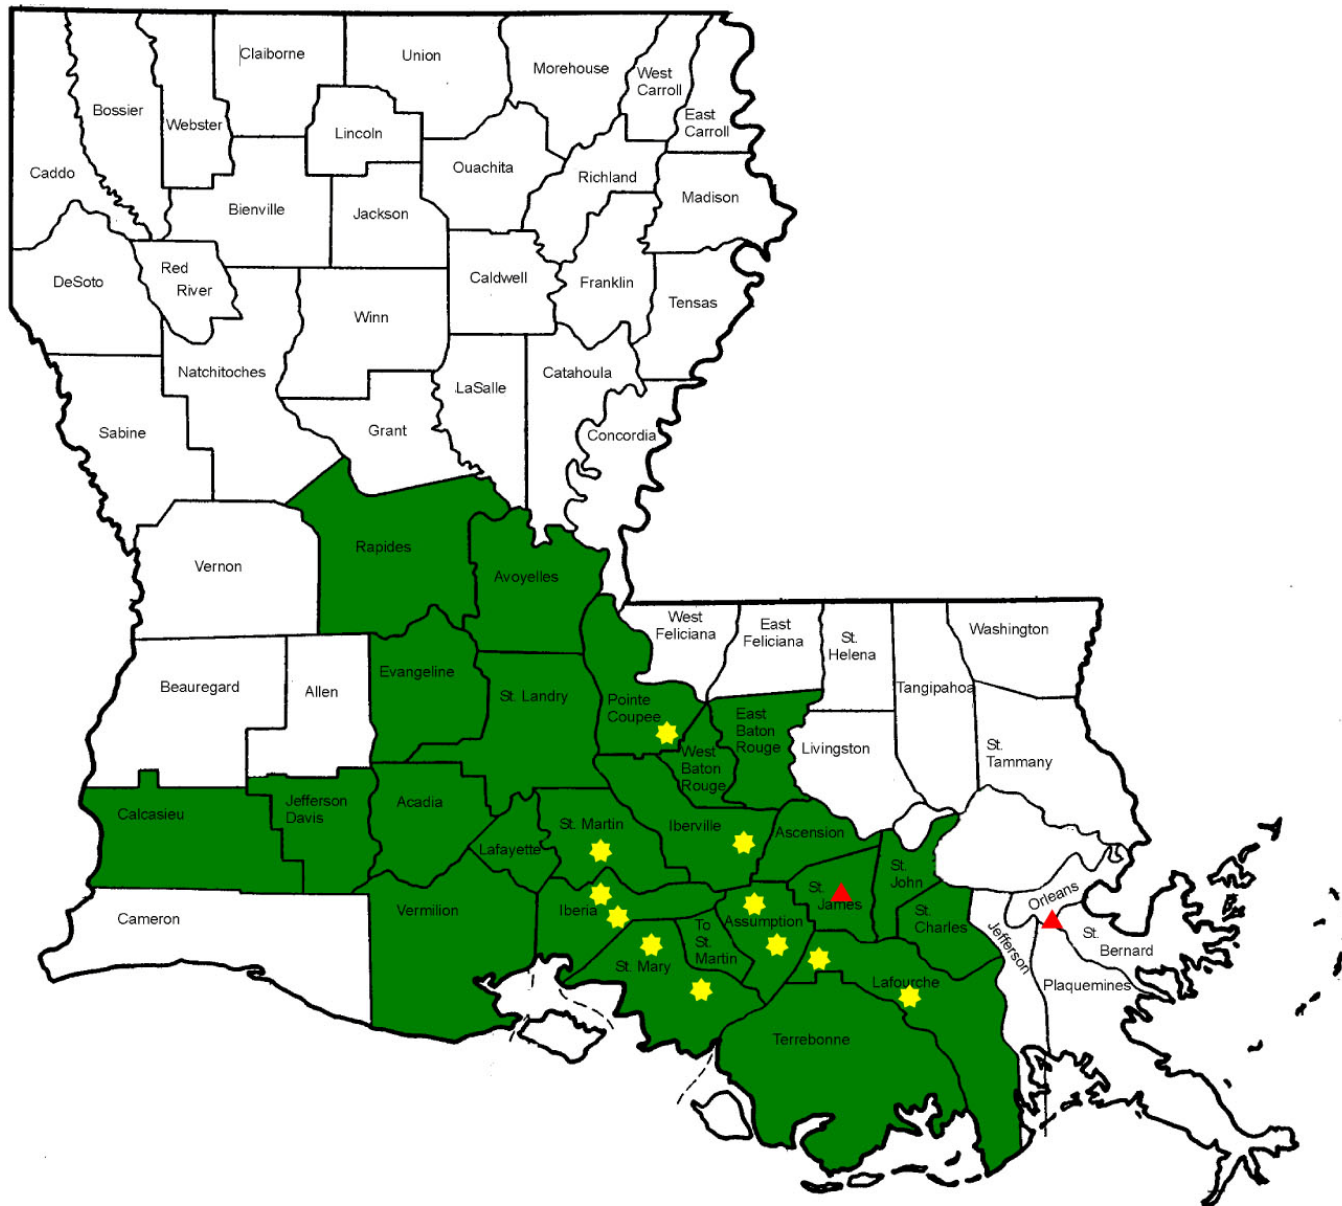 Claiborne
Union
Morehouse
West
Carroll
East
Carroll
Bossier
Webster
Lincoln
Caddo
Ouachita
Richland
Madison
Bienville
Jackson
DeSoto
Red
River
Caldwell
Franklin
Tensas
Winn
Natchitoches
LaSalle
Catahoula
Sabine
Grant
Concordia
Vernon
Rapides
Avoyelles
West
Feliciana
East
Feliciana
St.
Helena
Washington
Tangipahoa
Beauregard
Allen
Evangeline
St. Landry
Pointe
Coupee
East
Baton
Rouge
West
Baton
Rouge
Livingston
St.
Tammany
Calcasieu
Jefferson
Davis
Acadia
Lafayette
St. Martin
Iberville
Ascension
St.
John
St.
James
St.
Charles
Orleans
Cameron
Vermilion
Iberia
St. Mary
To
St.
Martin
Assumption
Lafourche
Jefferson
St.
Bernard
Plaquemines
Terrebonne